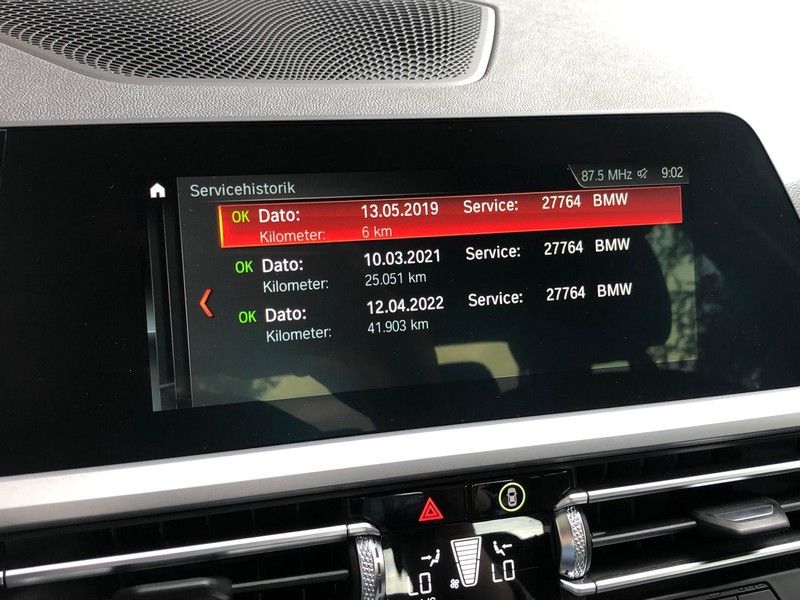 Servicehistorik 87.5 MHz 9:02
OK Dato: 13.05.2019 Service: 27764 BMW
Kilometer: 6 km
OK Dato: 10.03.2021 Service: 27764 BMW
Kilometer: 25.051 km
OK Dato: 12.04.2022 Service: 27764 BMW
Kilometer: 41.903 km
LO LO